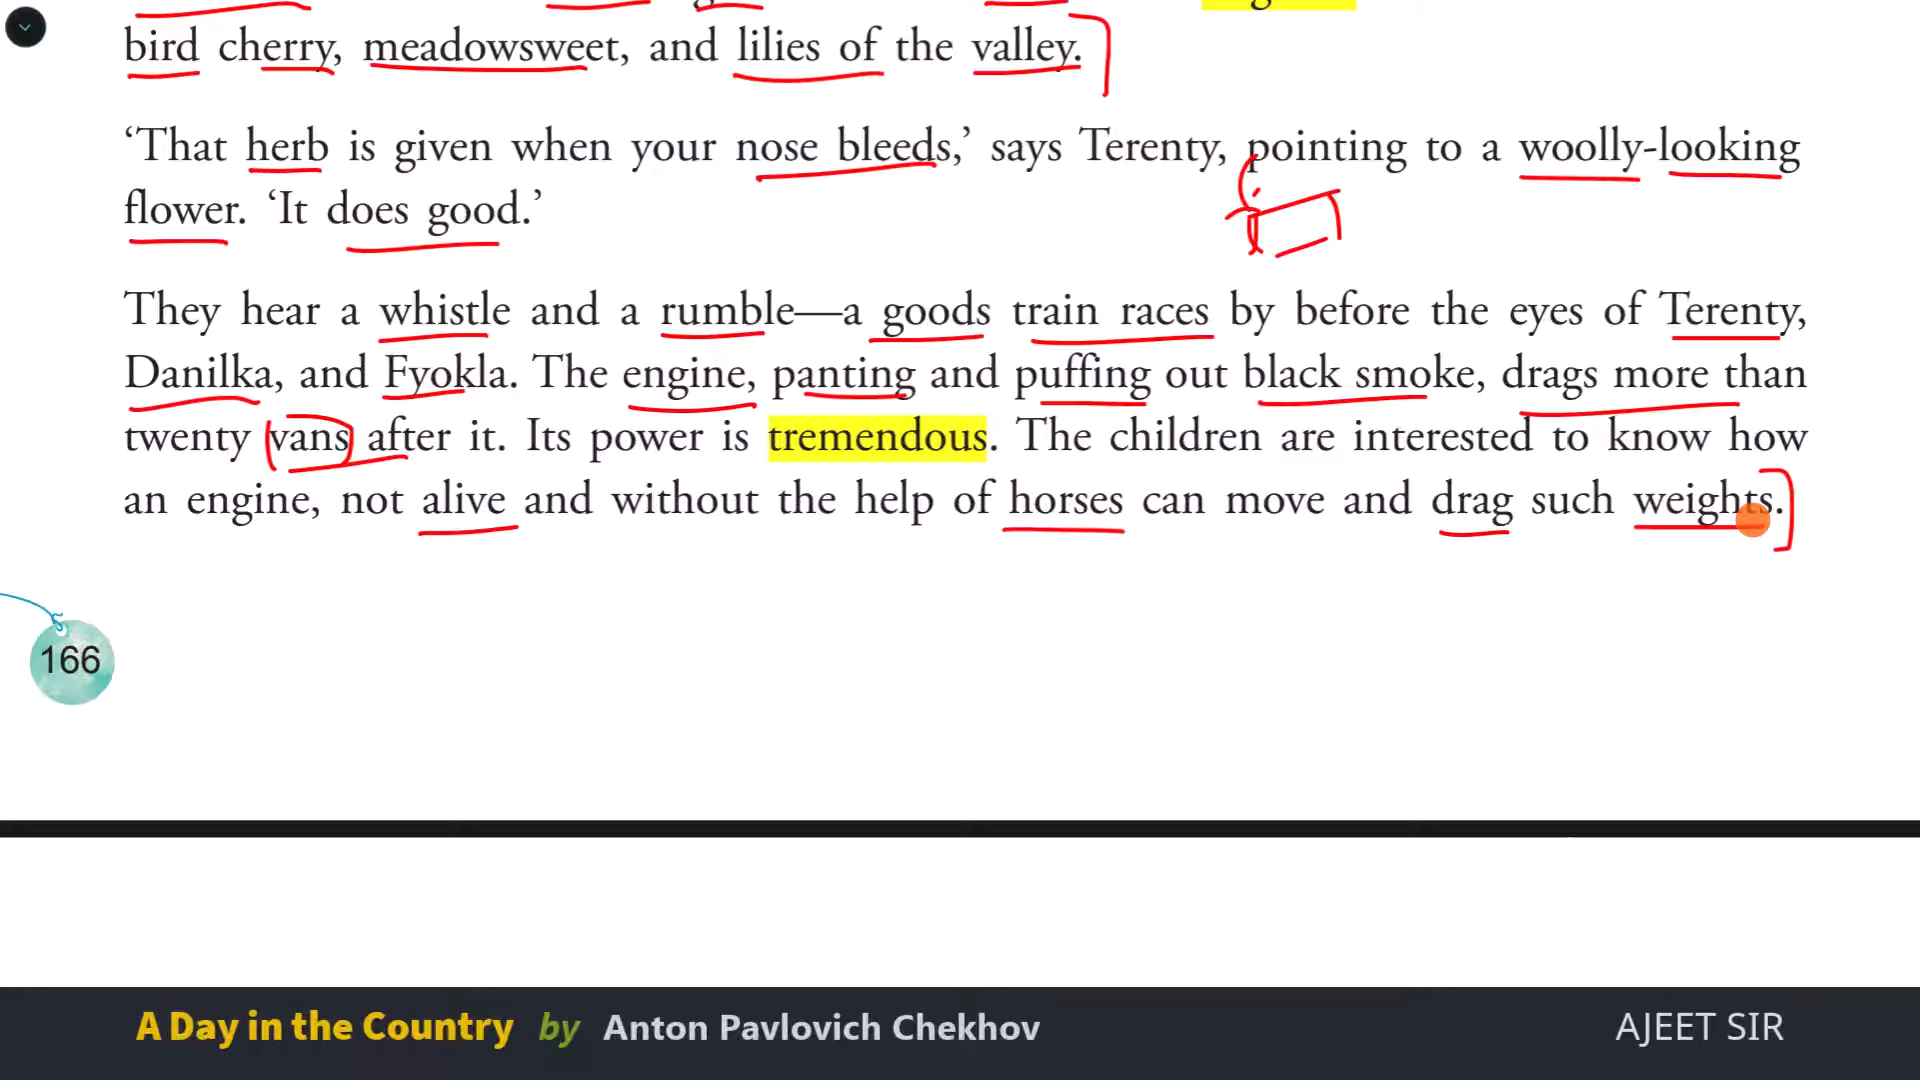 bird cherry, meadowsweet, and lilies of the valley.
‘That herb is given when your nose bleeds,’ says Terenty, pointing to a woolly-looking
flower. ‘It does good.’
They hear a whistle and a rumble—a goods train races by before the eyes of Terenty,
Danilka, and Fyokla. The engine, panting and puffing out black smoke, drags more than
twenty vans after it. Its power is tremendous. The children are interested to know how
an engine, not alive and without the help of horses can move and drag such weights.
166
A Day in the Country by Anton Pavlovich Chekhov
AJEET SIR